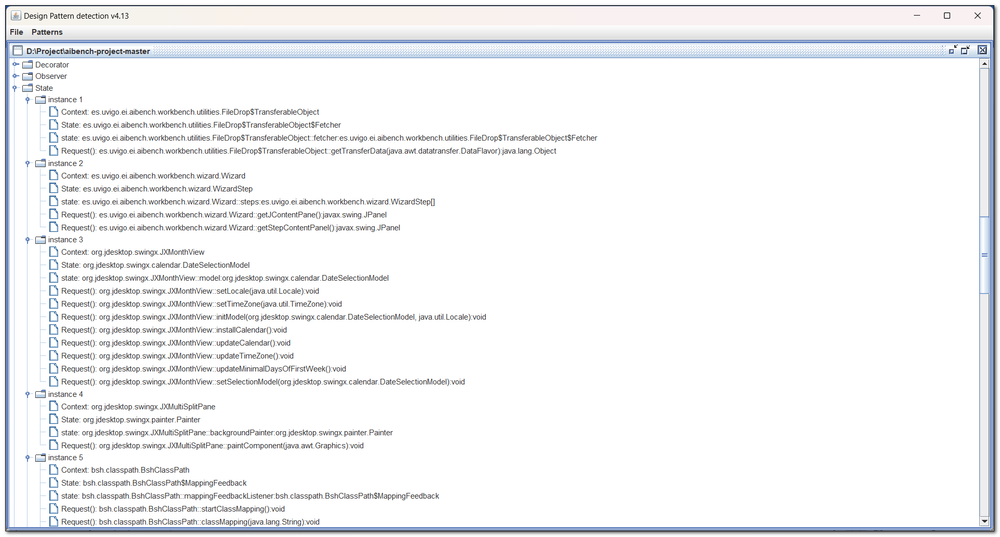 Design Pattern detection v4.13
File Patterns
D:\Project\aibench-project-master
Decorator
Observer
State
instance 1
Context: es.uvigo.ei.aibench.workbench.utilities.FileDrop$TransferableObject
State: es.uvigo.ei.aibench.workbench.utilities.FileDrop$TransferableObject$Fetcher
state: es.uvigo.ei.aibench.workbench.utilities.FileDrop$TransferableObject::fetcher:es.uvigo.ei.aibench.workbench.utilities.FileDrop$TransferableObject$Fetcher
Request(): es.uvigo.ei.aibench.workbench.utilities.FileDrop$TransferableObject::getTransferData(java.awt.datatransfer.DataFlavor):java.lang.Object
instance 2
Context: es.uvigo.ei.aibench.workbench.wizard.Wizard
State: es.uvigo.ei.aibench.workbench.wizard.WizardStep
state: es.uvigo.ei.aibench.workbench.wizard.Wizard::steps:es.uvigo.ei.aibench.workbench.wizard.WizardStep[]
Request(): es.uvigo.ei.aibench.workbench.wizard.Wizard::getJContentPane():javax.swing.JPanel
Request(): es.uvigo.ei.aibench.workbench.wizard.Wizard::getStepContentPanel():javax.swing.JPanel
instance 3
Context: org.jdesktop.swingx.JXMonthView
State: org.jdesktop.swingx.calendar.DateSelectionModel
state: org.jdesktop.swingx.JXMonthView::model:org.jdesktop.swingx.calendar.DateSelectionModel
Request(): org.jdesktop.swingx.JXMonthView::setLocale(java.util.Locale):void
Request(): org.jdesktop.swingx.JXMonthView::setTimeZone(java.util.TimeZone):void
Request(): org.jdesktop.swingx.JXMonthView::initModel(org.jdesktop.swingx.calendar.DateSelectionModel, java.util.Locale):void
Request(): org.jdesktop.swingx.JXMonthView::installCalendar():void
Request(): org.jdesktop.swingx.JXMonthView::updateCalendar():void
Request(): org.jdesktop.swingx.JXMonthView::updateTimeZone():void
Request(): org.jdesktop.swingx.JXMonthView::updateMinimalDaysOfFirstWeek():void
Request(): org.jdesktop.swingx.JXMonthView::setSelectionModel(org.jdesktop.swingx.calendar.DateSelectionModel):void
instance 4
Context: org.jdesktop.swingx.JXMultiSplitPane
State: org.jdesktop.swingx.painter.Painter
state: org.jdesktop.swingx.JXMultiSplitPane::backgroundPainter:org.jdesktop.swingx.painter.Painter
Request(): org.jdesktop.swingx.JXMultiSplitPane::paintComponent(java.awt.Graphics):void
instance 5
Context: bsh.classpath.BshClassPath
State: bsh.classpath.BshClassPath$MappingFeedback
state: bsh.classpath.BshClassPath::mappingFeedbackListener:bsh.classpath.BshClassPath$MappingFeedback
Request(): bsh.classpath.BshClassPath::startClassMapping():void
Request(): bsh.classpath.BshClassPath::classMapping(java.lang.String):void